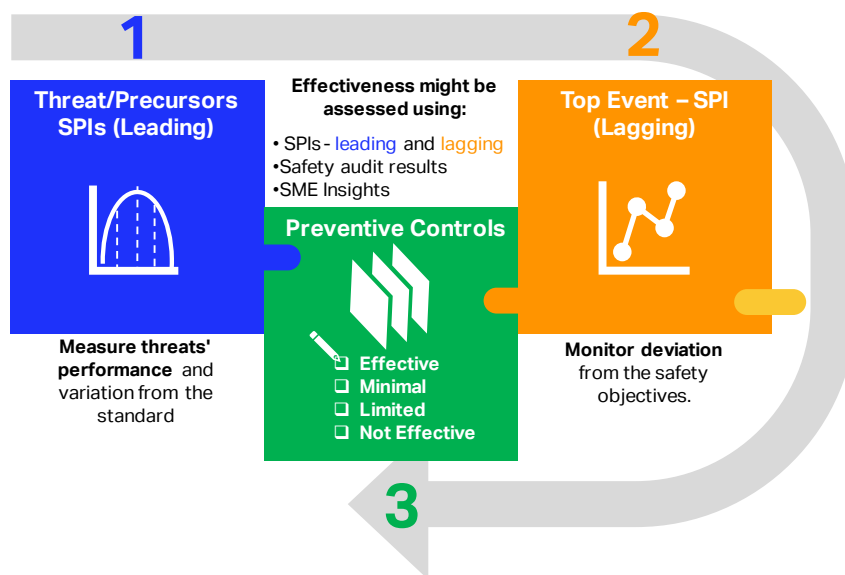 1
2
Threat/Precursors
SPIs (Leading)
Effectiveness might be
assessed using:
• SPIs - leading and lagging
•Safety audit results
•SME Insights
Top Event – SPI
(Lagging)
Preventive Controls
❑ Effective
❑ Minimal
❑ Limited
❑ Not Effective
Measure threats'
performance and
variation from the
standard
Monitor deviation
from the safety
objectives.
3